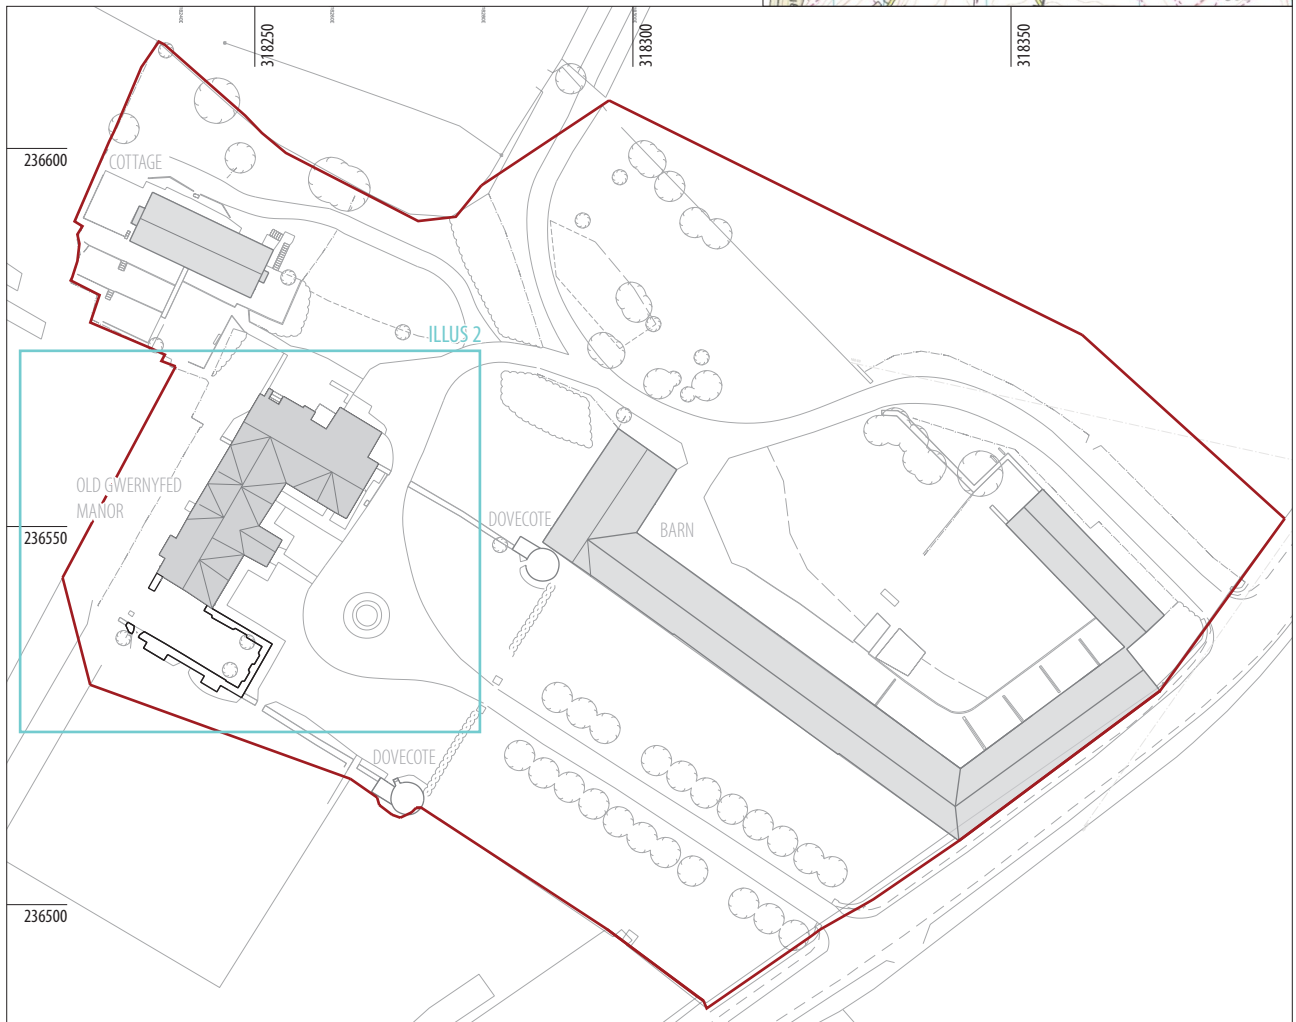 318250
318300
318350
236600
COTTAGE
ILLUS 2
OLD GWERNYFED
MANOR
236550
DOVECOTE
BARN
DOVECOTE
236500